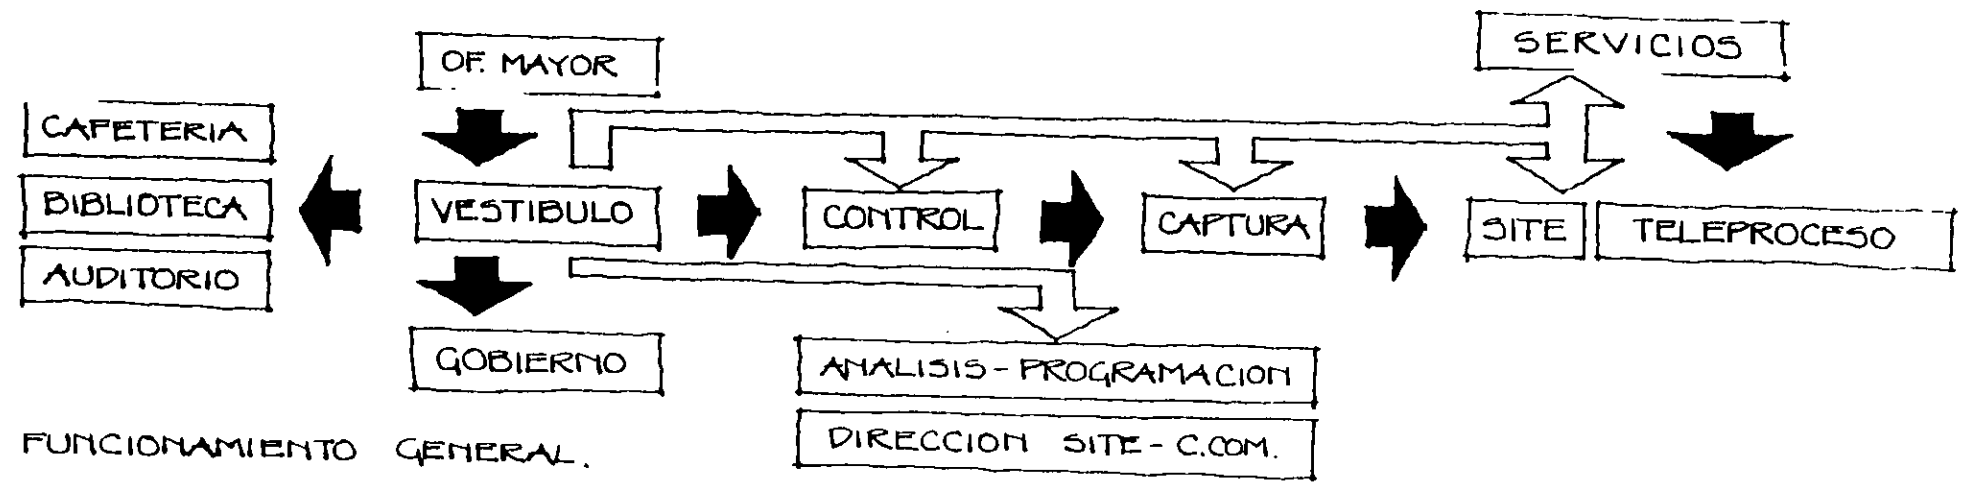 SERVICIOS
OF. MAYOR
CAFETERIA
BIBLIOTECA
AUDITORIO
VESTIBULO
CONTROL
CAPTURA
SITE
TELEPROCESO
GOBIERNO
ANALISIS - PROGRAMACION
DIRECCION SITE - C.COM.
FUNCIONAMIENTO GENERAL.